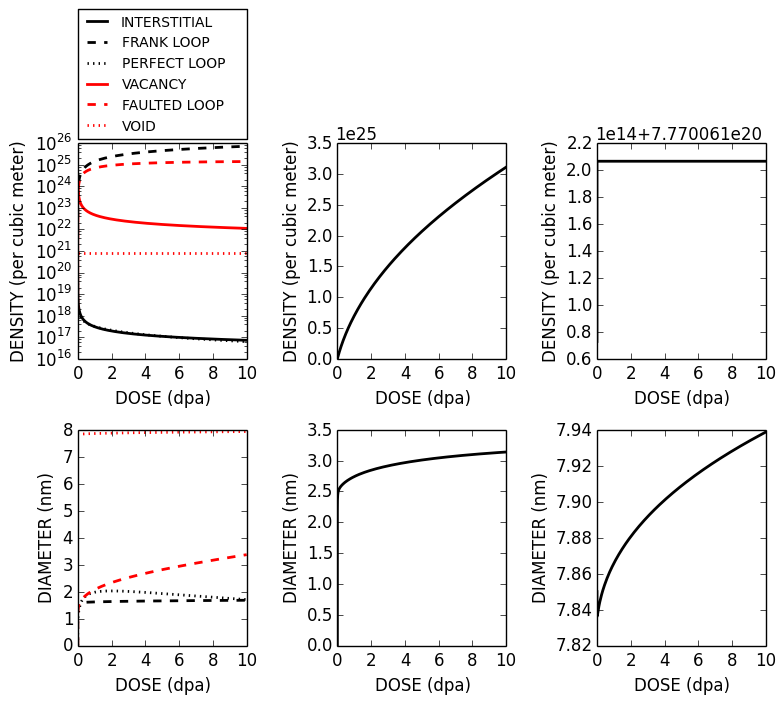 INTERSTITIAL
FRANK LOOP
PERFECT LOOP
VACANCY
FAULTED LOOP
VOID
DENSITY (per cubic meter)
10^26
10^25
10^24
10^23
10^22
10^21
10^20
10^19
10^18
10^17
10^16
0 2 4 6 8 10
DOSE (dpa)
1e25
DENSITY (per cubic meter)
3.5
3.0
2.5
2.0
1.5
1.0
0.5
0.0
0 2 4 6 8 10
DOSE (dpa)
1e14+7.770061e20
DENSITY (per cubic meter)
2.2
2.0
1.8
1.6
1.4
1.2
1.0
0.8
0.6
0 2 4 6 8 10
DOSE (dpa)
DIAMETER (nm)
8
7
6
5
4
3
2
1
0
0 2 4 6 8 10
DOSE (dpa)
DIAMETER (nm)
3.5
3.0
2.5
2.0
1.5
1.0
0.5
0.0
0 2 4 6 8 10
DOSE (dpa)
DIAMETER (nm)
7.94
7.92
7.90
7.88
7.86
7.84
7.82
0 2 4 6 8 10
DOSE (dpa)